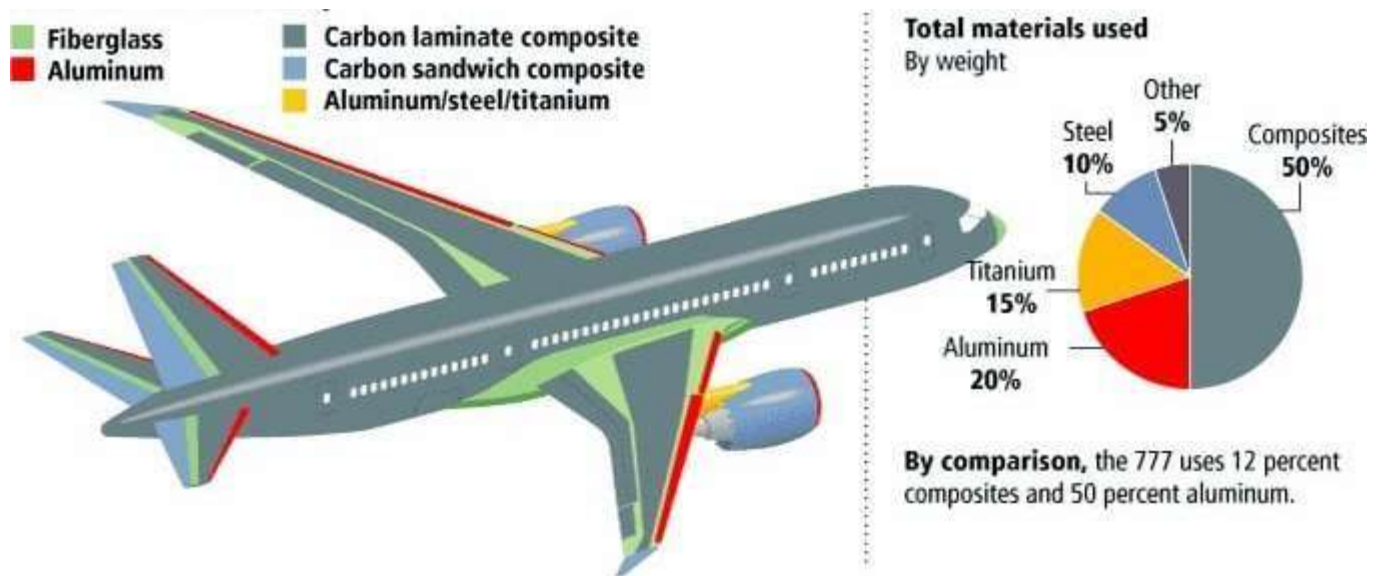 Fiberglass
Aluminum
Carbon laminate composite
Carbon sandwich composite
Aluminum/steel/titanium
Total materials used
By weight
Other
5%
Steel
10%
Composites
50%
Titanium
15%
Aluminum
20%
By comparison, the 777 uses 12 percent
composites and 50 percent aluminum.